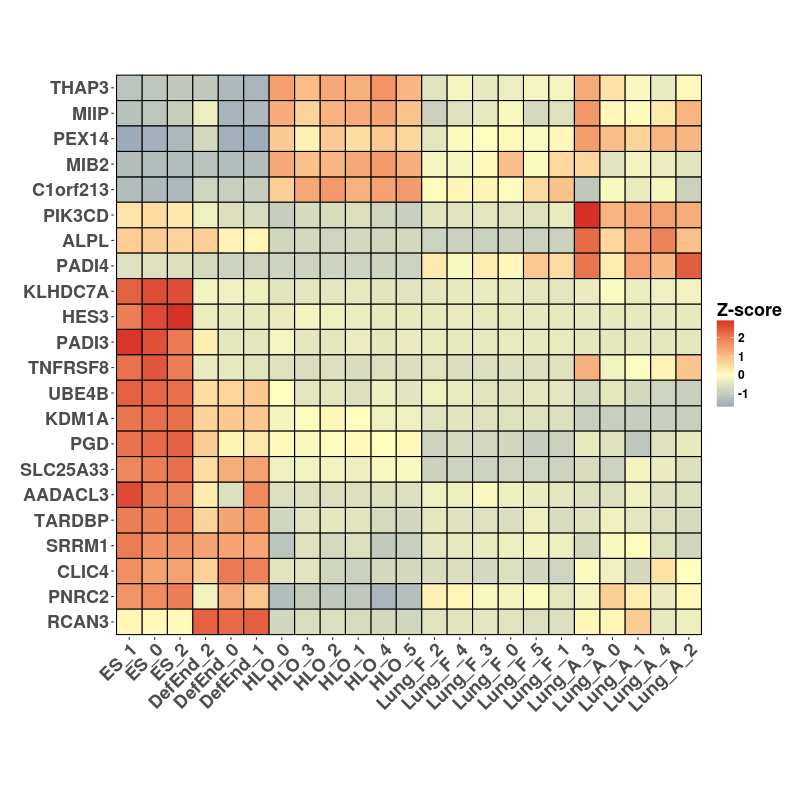 THAP3
MIIP
PEX14
MIB2
C1orf213
PIK3CD
ALPL
PADI4
KLHDC7A
HES3
PADI3
TNFRSF8
UBE4B
KDM1A
PGD
SLC25A33
AADACL3
TARDBP
SRRM1
CLIC4
PNRC2
RCAN3
Z-score
2
1
0
-1
ES_1
ES_0
ES_2
DefEnd_2
DefEnd_0
DefEnd_1
HLO_0
HLO_3
HLO_2
HLO_1
HLO_4
HLO_5
Lung_F_2
Lung_F_4
Lung_F_3
Lung_F_0
Lung_F_5
Lung_F_1
Lung_A_3
Lung_A_0
Lung_A_1
Lung_A_4
Lung_A_2